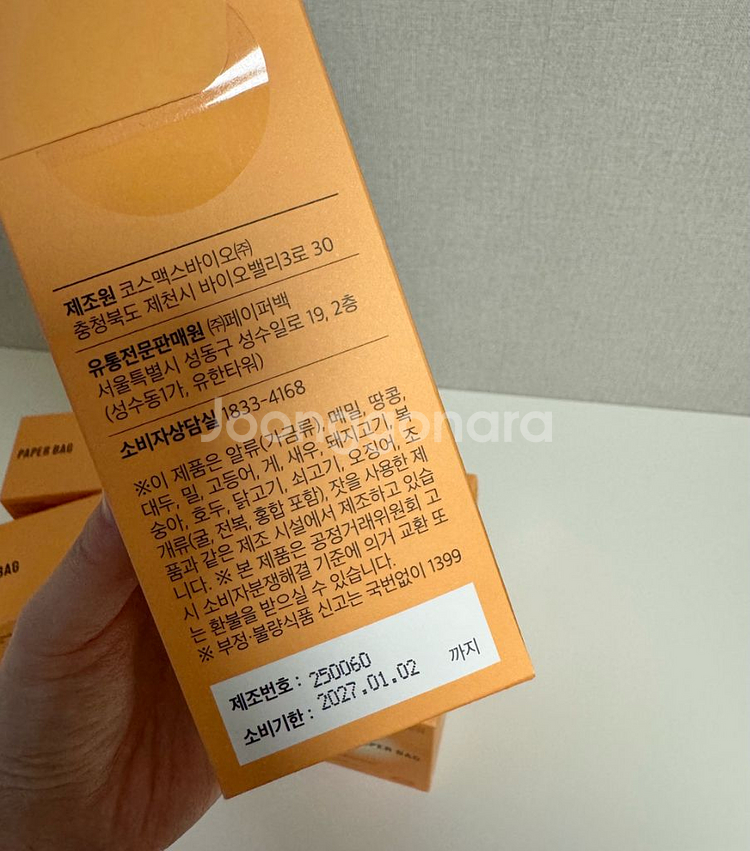 제조원 코스맥스바이오㈜
충청북도 제천시 바이오밸리3로 30
유통전문판매원 ㈜페이퍼백
서울특별시 성동구 성수일로 19, 2층
(성수동1가, 유한타워)
소비자상담실 1833-4168
※이 제품은 알류(가금류), 메밀, 땅콩,
대두, 밀, 고등어, 게, 새우, 돼지고기, 복
숭아, 호두, 닭고기, 쇠고기, 오징어, 조
개류(굴, 전복, 홍합 포함), 잣을 사용한 제
품과 같은 제조 시설에서 제조하고 있습
니다. ※ 본 제품은 공정거래위원회 고
시 소비자분쟁해결 기준에 의거 교환 또
는 환불을 받으실 수 있습니다.
※ 부정·불량식품 신고는 국번없이 1399
제조번호 : 250060
소비기한 : 2027.01.02 까지
PAPER BAG
BAG
PAPER BAG
Joonggonara